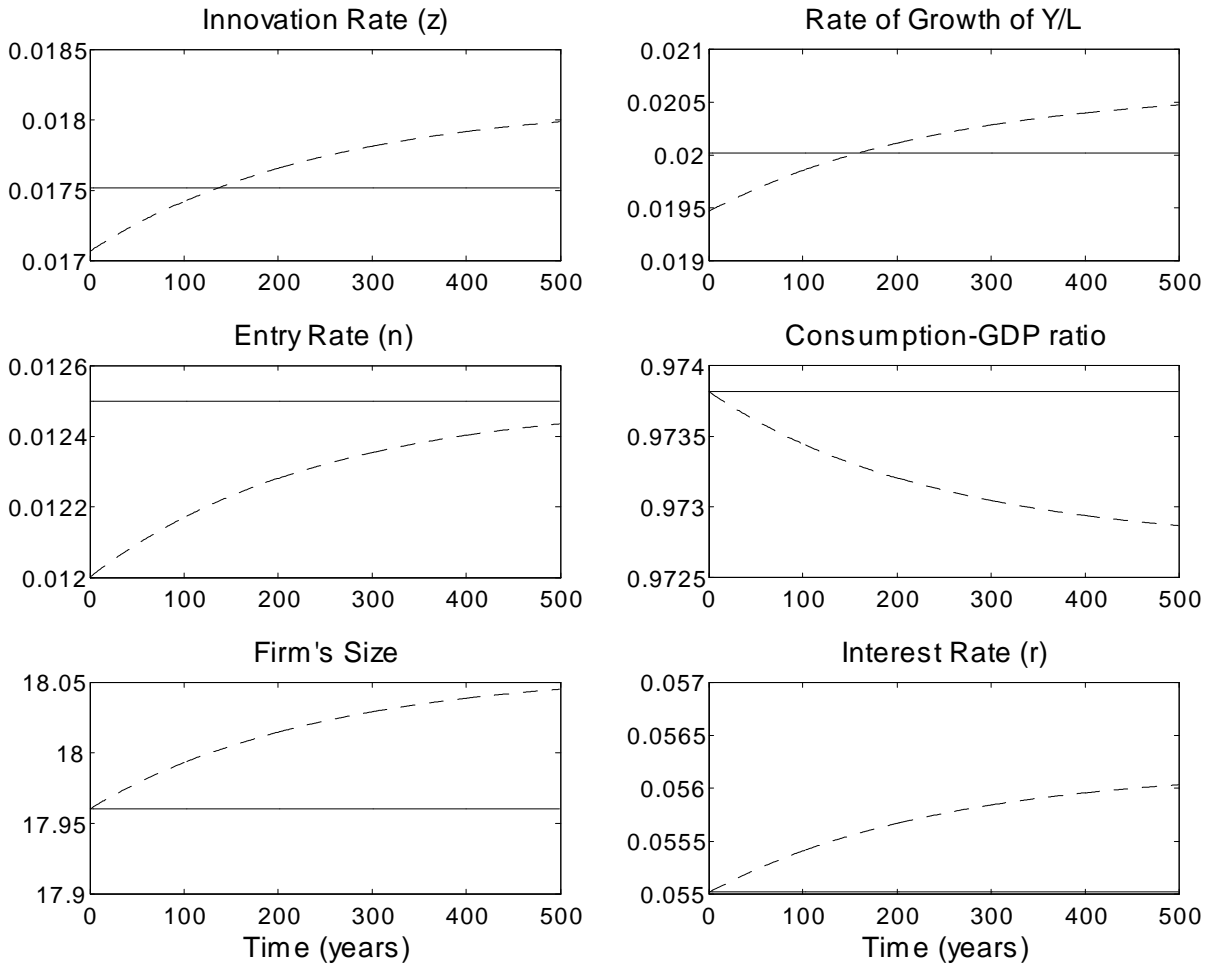 Innovation Rate (z)
0.0185
0.018
0.0175
0.017
0 100 200 300 400 500
Rate of Growth of Y/L
0.021
0.0205
0.02
0.0195
0.019
0 100 200 300 400 500
Entry Rate (n)
0.0126
0.0124
0.0122
0.012
0 100 200 300 400 500
Consumption-GDP ratio
0.974
0.9735
0.973
0.9725
0 100 200 300 400 500
Firm's Size
18.05
18
17.95
17.9
0 100 200 300 400 500
Time (years)
Interest Rate (r)
0.057
0.0565
0.056
0.0555
0.055
0 100 200 300 400 500
Time (years)